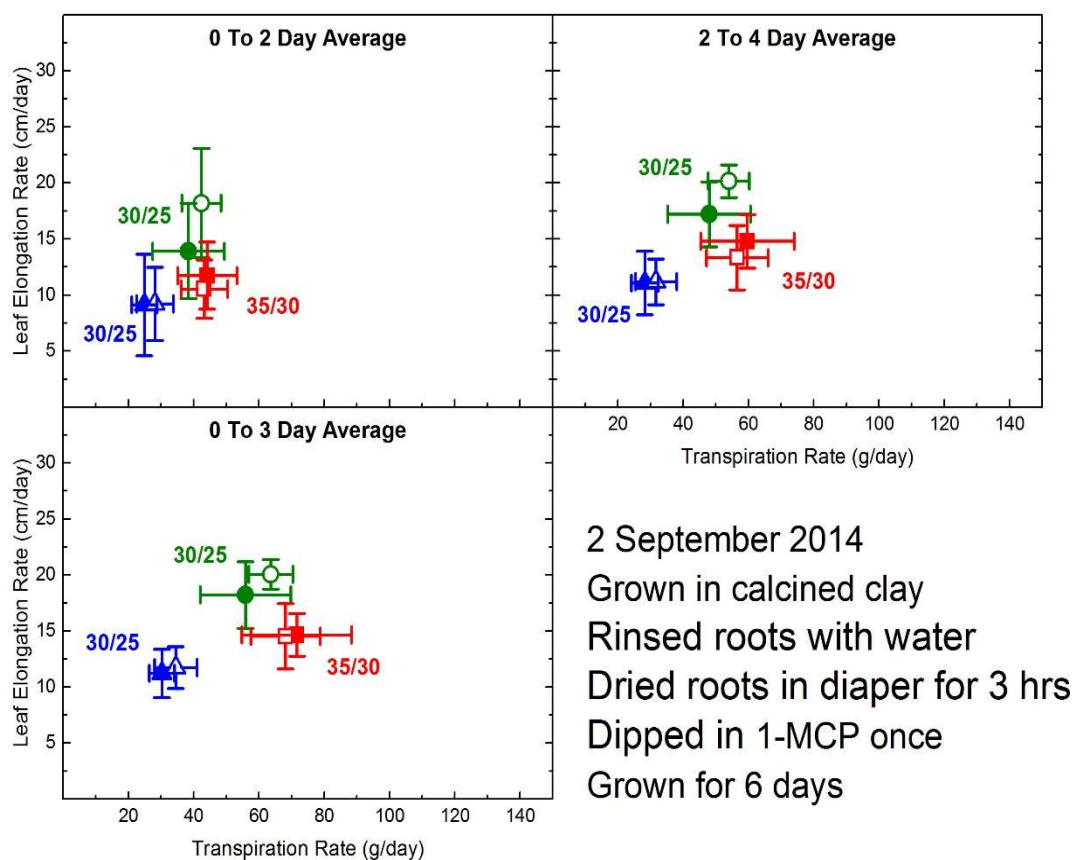 0 To 2 Day Average
2 To 4 Day Average
Leaf Elongation Rate (cm/day)
30
25
20
15
10
5
30/25
30/25
35/30
30/25
30/25
35/30
20 40 60 80 100 120 140
Transpiration Rate (g/day)
0 To 3 Day Average
Leaf Elongation Rate (cm/day)
30
25
20
15
10
5
30/25
30/25
35/30
20 40 60 80 100 120 140
Transpiration Rate (g/day)
2 September 2014
Grown in calcined clay
Rinsed roots with water
Dried roots in diaper for 3 hrs
Dipped in 1-MCP once
Grown for 6 days